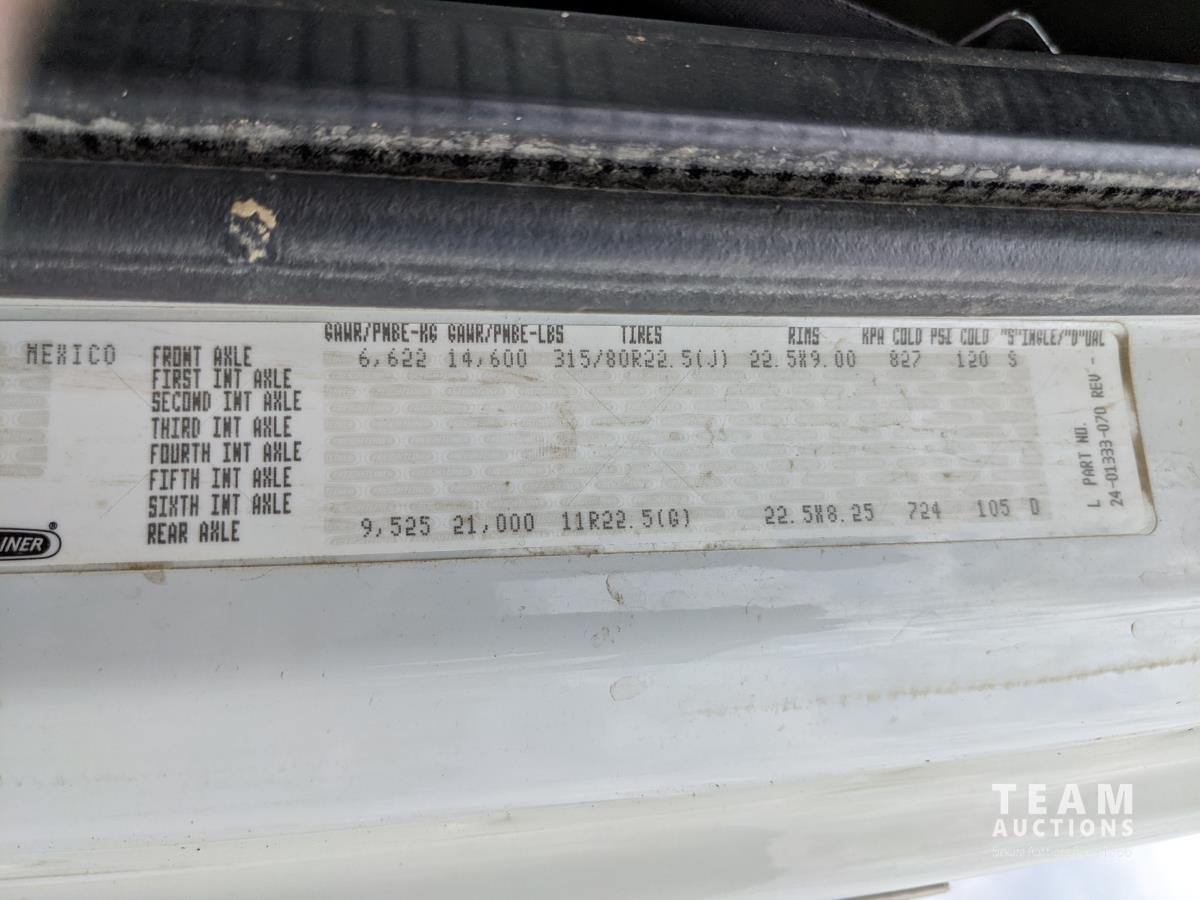 GAWR/PNBE-KG GAWR/PNBE-LBS TIRES RIMS KPA COLD PSI COLD "S"INGLE/"D"UAL
MEXICO FRONT AXLE 6,622 14,600 315/80R22.5(J) 22.5X9.00 827 120 S
FIRST INT AXLE
SECOND INT AXLE
THIRD INT AXLE
FOURTH INT AXLE
FIFTH INT AXLE
SIXTH INT AXLE
REAR AXLE 9,525 21,000 11R22.5(G) 22.5X8.25 724 105 D
L PART NO.
24-01333-070 REV -
INER®
TEAM
AUCTIONS